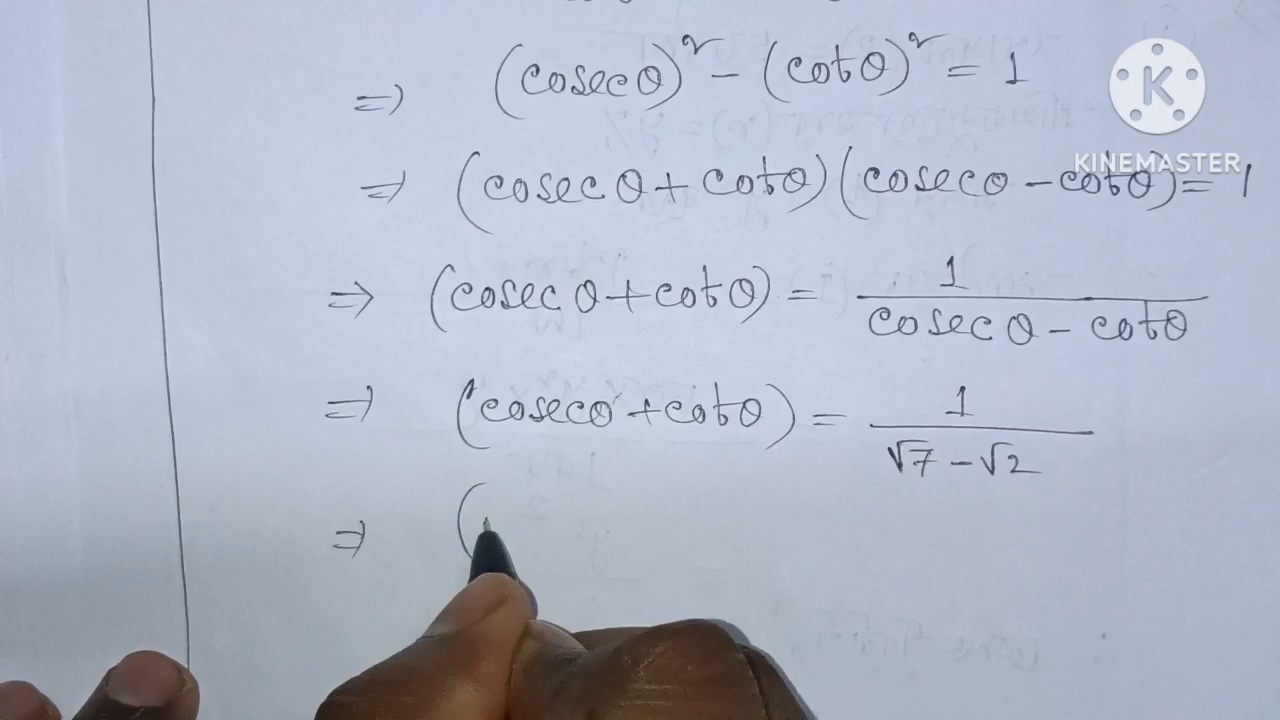 ⇒ (cosecθ)² - (cotθ)² = 1
K
KINEMASTER
⇒ (cosecθ + cotθ)(cosecθ - cotθ) = 1
⇒ (cosecθ + cotθ) = 1/(cosecθ - cotθ)
⇒ (cosecθ + cotθ) = 1/(√7 - √2)
⇒ (